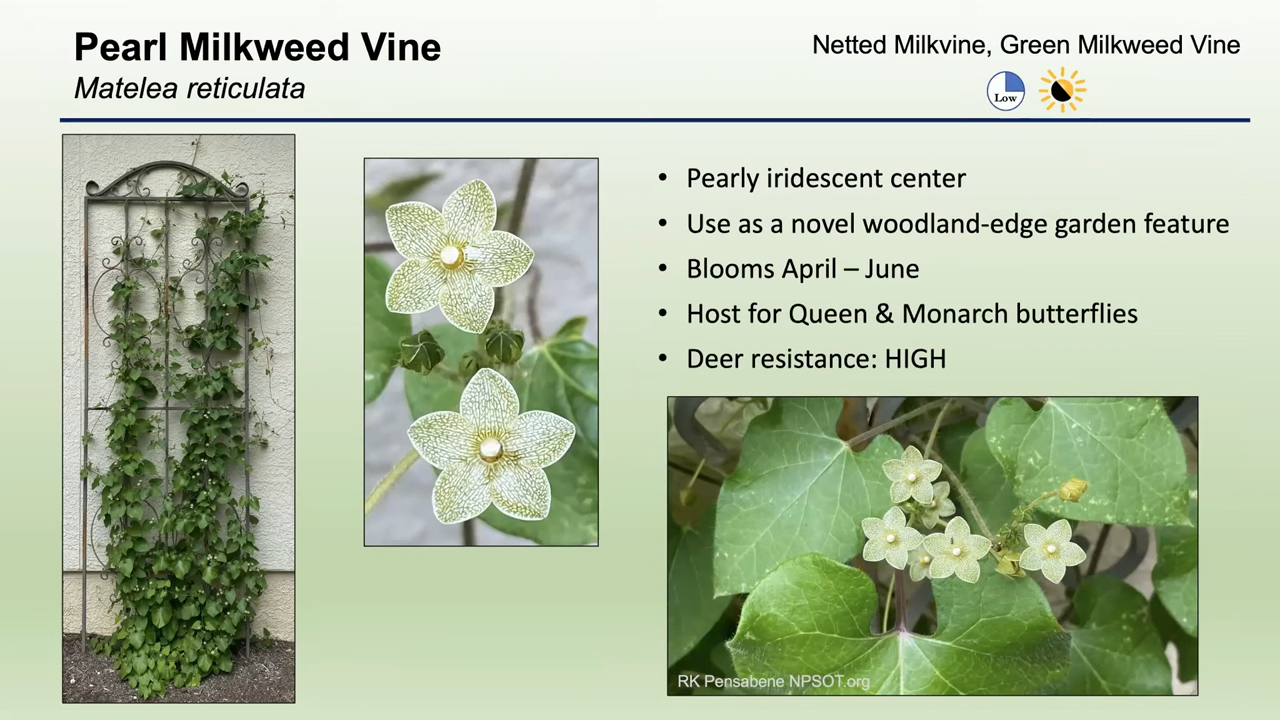 Pearl Milkweed Vine
Matelea reticulata
Netted Milkvine, Green Milkweed Vine
Low
• Pearly iridescent center
• Use as a novel woodland-edge garden feature
• Blooms April – June
• Host for Queen & Monarch butterflies
• Deer resistance: HIGH
RK Pensabene NPSOT.org